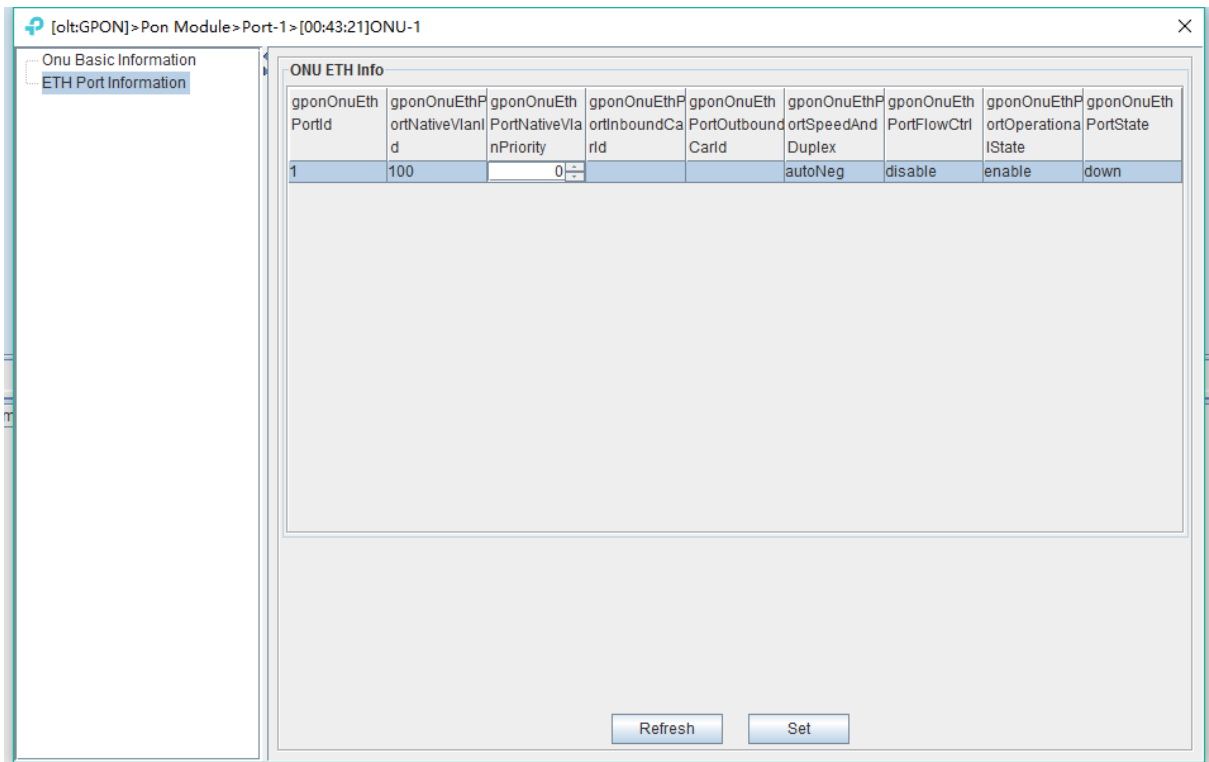 [olt:GPON]>Pon Module>Port-1>[00:43:21]ONU-1
Onu Basic Information
ETH Port Information
ONU ETH Info
gponOnuEth gponOnuEthP gponOnuEth gponOnuEthP gponOnuEth gponOnuEthP gponOnuEth gponOnuEthP gponOnuEth
PortId ortNativeVlanI PortNativeVla ortInboundCa PortOutbound ortSpeedAnd PortFlowCtrl ortOperationa PortState
d nPriority rId CarId Duplex lState
1 100 0 autoNeg disable enable down
Refresh Set